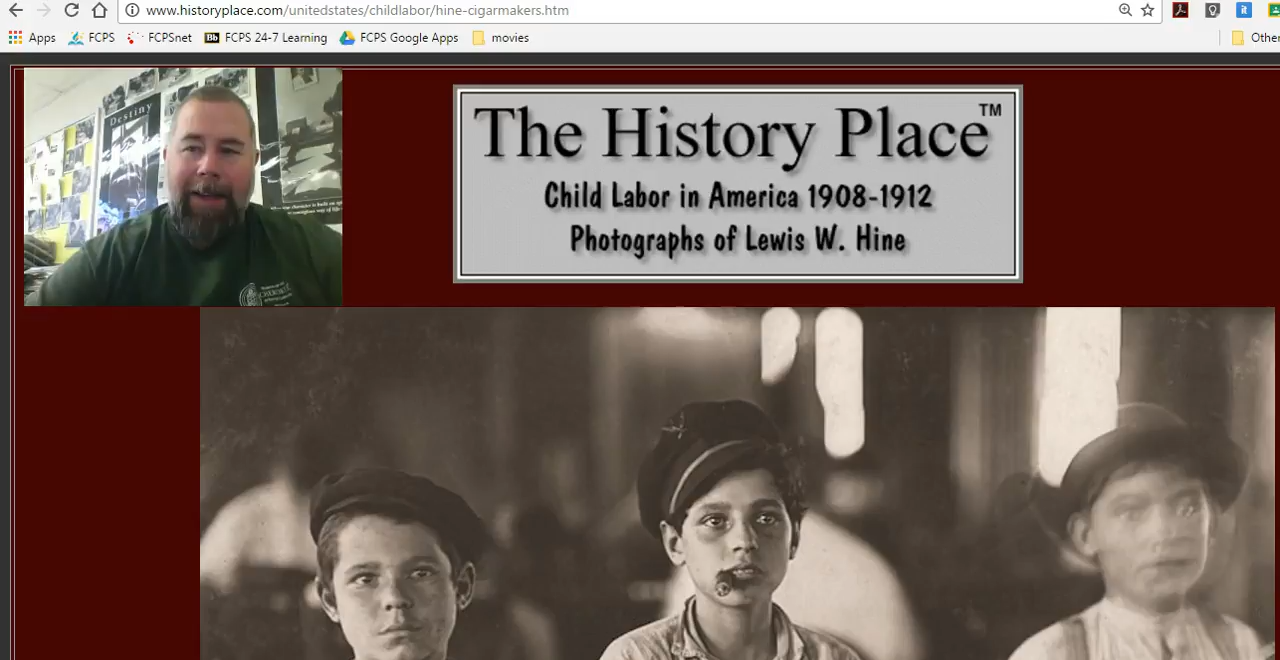 www.historyplace.com/unitedstates/childlabor/hine-cigarmakers.htm
Apps FCPS FCPSnet Bb FCPS 24-7 Learning FCPS Google Apps movies Other
Destiny
The History Place™
Child Labor in America 1908-1912
Photographs of Lewis W. Hine